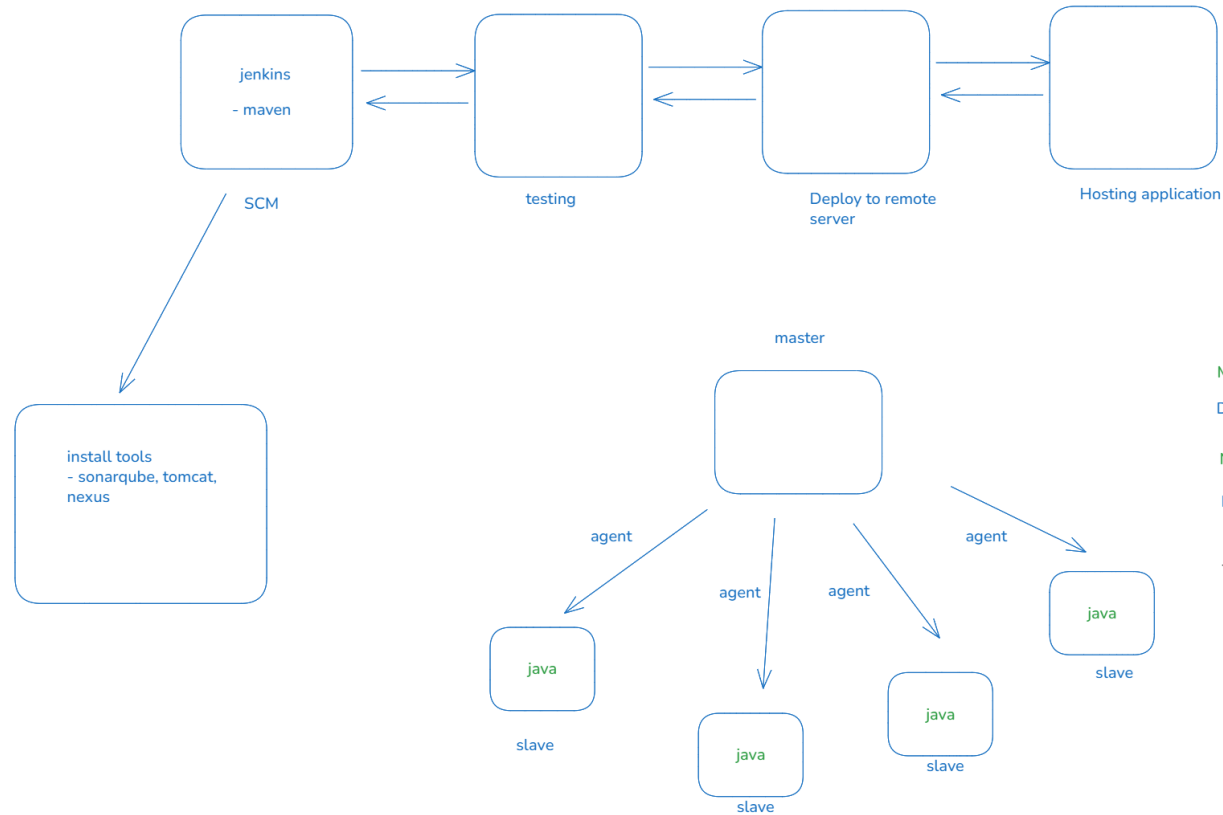 jenkins
- maven
SCM
testing
Deploy to remote
server
Hosting application
install tools
- sonarqube, tomcat,
nexus
master
agent
agent
agent
agent
java
slave
java
slave
java
slave
java
slave